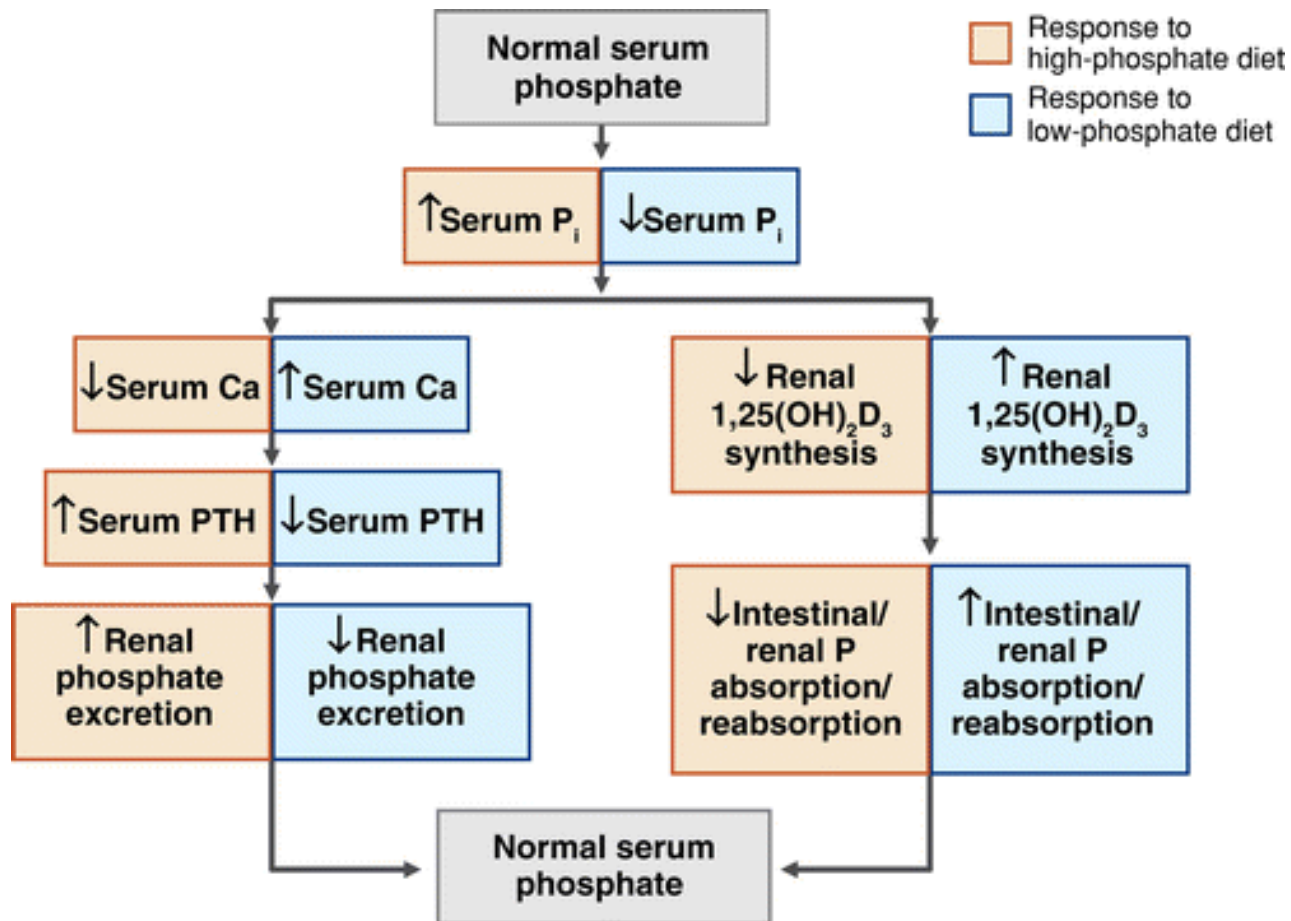 Normal serum
phosphate
Response to
high-phosphate diet
Response to
low-phosphate diet
↑Serum Pᵢ
↓Serum Pᵢ
↓Serum Ca
↑Serum Ca
↓Renal
1,25(OH)₂D₃
synthesis
↑Renal
1,25(OH)₂D₃
synthesis
↑Serum PTH
↓Serum PTH
↑Renal
phosphate
excretion
↓Renal
phosphate
excretion
↓Intestinal/
renal P
absorption/
reabsorption
↑Intestinal/
renal P
absorption/
reabsorption
Normal serum
phosphate